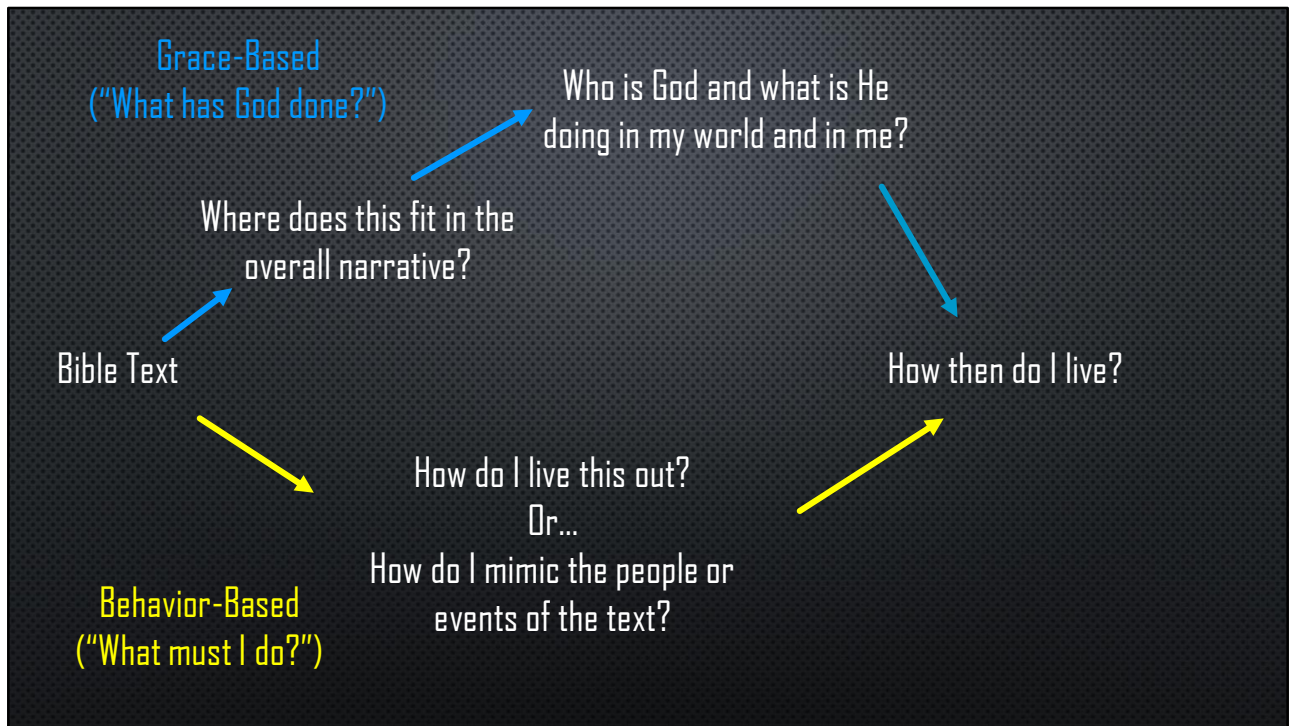 Grace-Based
(“What has God done?”)
Who is God and what is He
doing in my world and in me?
Where does this fit in the
overall narrative?
Bible Text
How then do I live?
How do I live this out?
Or…
How do I mimic the people or
events of the text?
Behavior-Based
(“What must I do?”)